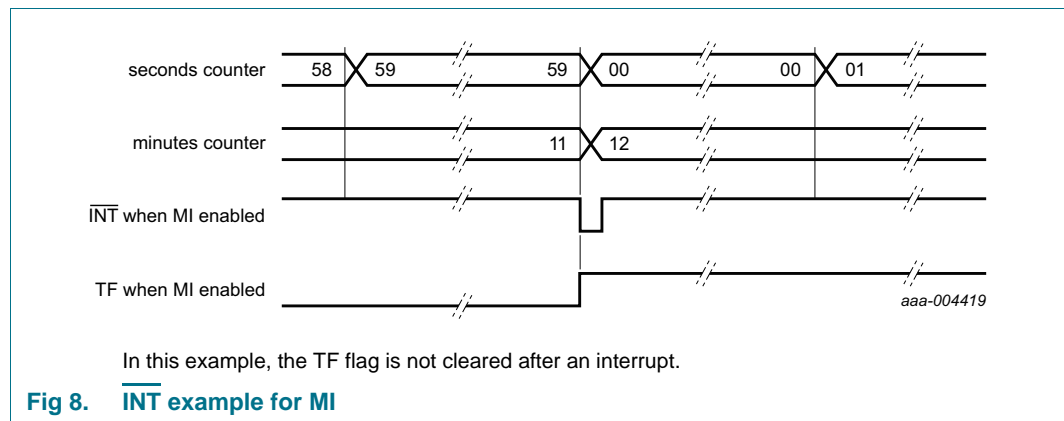 seconds counter 58 59 59 00 00 01
minutes counter 11 12
INT when MI enabled
TF when MI enabled
aaa-004419
In this example, the TF flag is not cleared after an interrupt.
Fig 8. INT example for MI